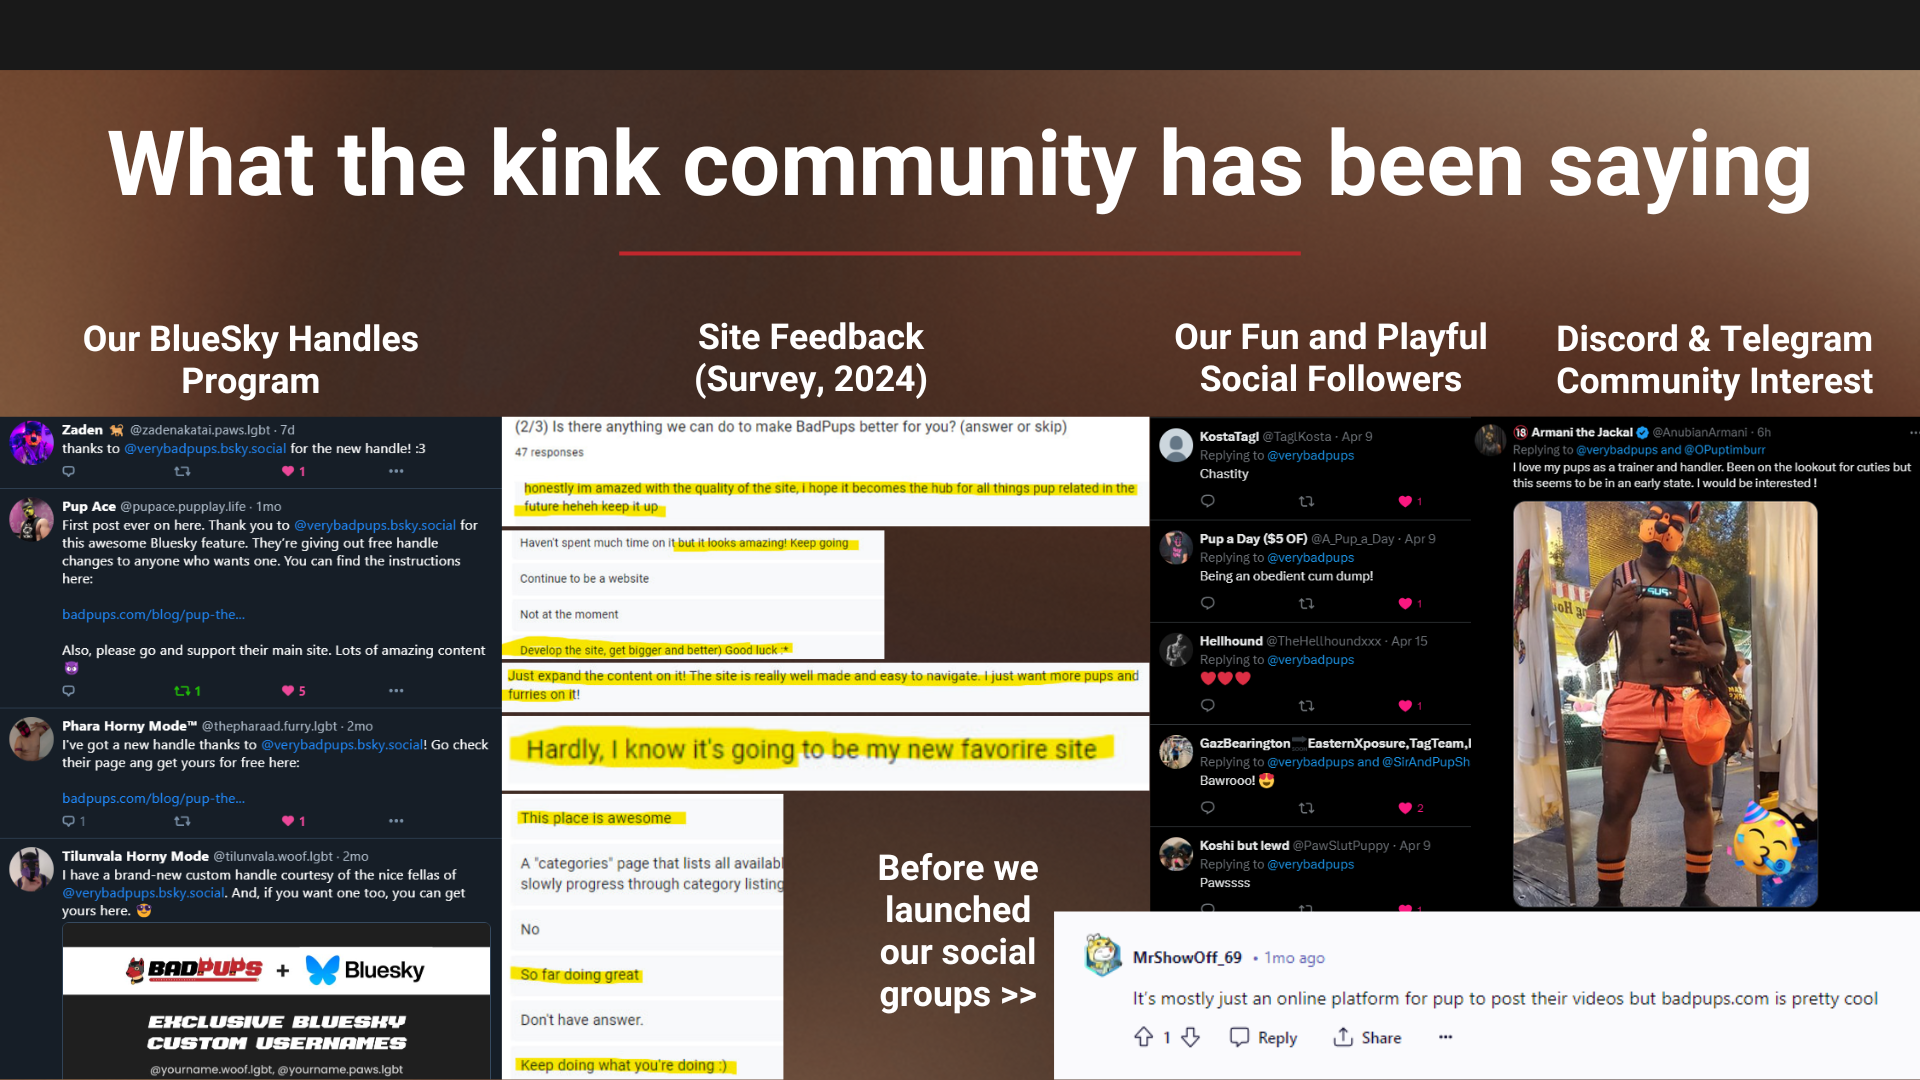 What the kink community has been saying
Our BlueSky Handles
Program
Zaden @zadenakatai.paws.lgbt · 7d
thanks to @verybadpups.bsky.social for the new handle! :3
1
Pup Ace @pupace.pupplay.life · 1mo
First post ever on here. Thank you to @verybadpups.bsky.social for
this awesome Bluesky feature. They're giving out free handle
changes to anyone who wants one. You can find the instructions
here:
badpups.com/blog/pup-the...
Also, please go and support their main site. Lots of amazing content
1 5
Phara Horny Mode™ @thepharaad.furry.lgbt · 2mo
I've got a new handle thanks to @verybadpups.bsky.social! Go check
their page ang get yours for free here:
badpups.com/blog/pup-the...
1 1
Tilunvala Horny Mode @tilunvala.woof.lgbt · 2mo
I have a brand-new custom handle courtesy of the nice fellas of
@verybadpups.bsky.social. And, if you want one too, you can get
yours here.
BADPUPS + Bluesky
EXCLUSIVE BLUESKY
CUSTOM USERNAMES
@yourname.woof.lgbt, @yourname.paws.lgbt
Site Feedback
(Survey, 2024)
(2/3) Is there anything we can do to make BadPups better for you? (answer or skip)
47 responses
honestly im amazed with the quality of the site, i hope it becomes the hub for all things pup related in the
future heheh keep it up
Haven't spent much time on it but it looks amazing! Keep going
Continue to be a website
Not at the moment
Develop the site, get bigger and better) Good luck :*
Just expand the content on it! The site is really well made and easy to navigate. I just want more pups and
furries on it!
Hardly, I know it's going to be my new favorire site
This place is awesome
A "categories" page that lists all availabl
slowly progress through category listing
No
So far doing great
Don't have answer.
Keep doing what you're doing :)
Before we
launched
our social
groups >>
Our Fun and Playful
Social Followers
KostaTagl @TaglKosta · Apr 9
Replying to @verybadpups
Chastity
1
Pup a Day ($5 OF) @A_Pup_a_Day · Apr 9
Replying to @verybadpups
Being an obedient cum dump!
1
Hellhound @TheHellhoundxxx · Apr 15
Replying to @verybadpups
1
GazBearington EasternXposure,TagTeam,
Replying to @verybadpups and @SirAndPupSh
Bawrooo!
2
Koshi but lewd @PawSlutPuppy · Apr 9
Replying to @verybadpups
Pawssss
1
Discord & Telegram
Community Interest
Armani the Jackal @AnubianArmani · 6h
Replying to @verybadpups and @OPuptimburr
I love my pups as a trainer and handler. Been on the lookout for cuties but
this seems to be in an early state. I would be interested !
MrShowOff_69 • 1mo ago
It's mostly just an online platform for pup to post their videos but badpups.com is pretty cool
1 Reply Share